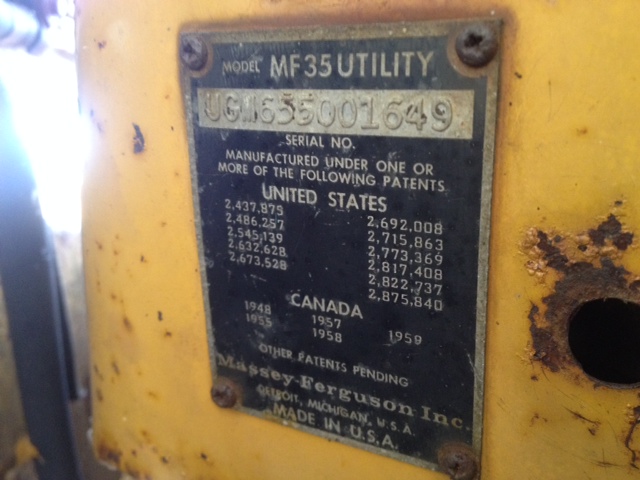 MODEL MF35 UTILITY
UGM655001649
SERIAL NO.
MANUFACTURED UNDER ONE OR
MORE OF THE FOLLOWING PATENTS
UNITED STATES
2,437,875 2,692,008
2,486,257 2,715,863
2,545,139 2,773,369
2,632,628 2,817,408
2,673,528 2,822,737
2,875,840
CANADA
1948 1957 1959
1955 1958
OTHER PATENTS PENDING
Massey-Ferguson Inc.
DETROIT, MICHIGAN, U.S.A.
MADE IN U.S.A.